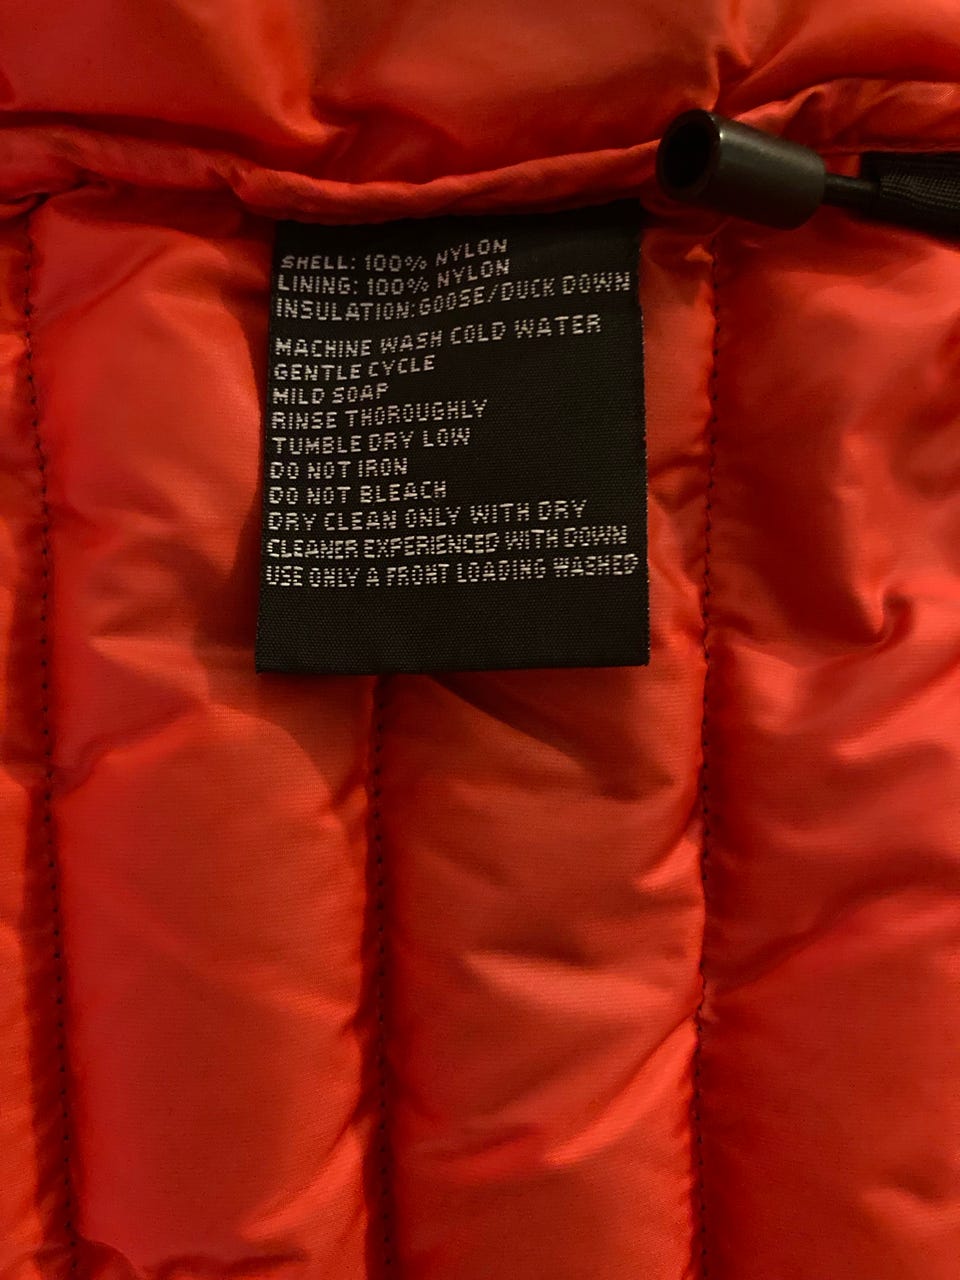 SHELL: 100% NYLON
LINING: 100% NYLON
INSULATION:GOOSE/DUCK DOWN
MACHINE WASH COLD WATER
GENTLE CYCLE
MILD SOAP
RINSE THOROUGHLY
TUMBLE DRY LOW
DO NOT IRON
DO NOT BLEACH
DRY CLEAN ONLY WITH DRY
CLEANER EXPERIENCED WITH DOWN
USE ONLY A FRONT LOADING WASHED